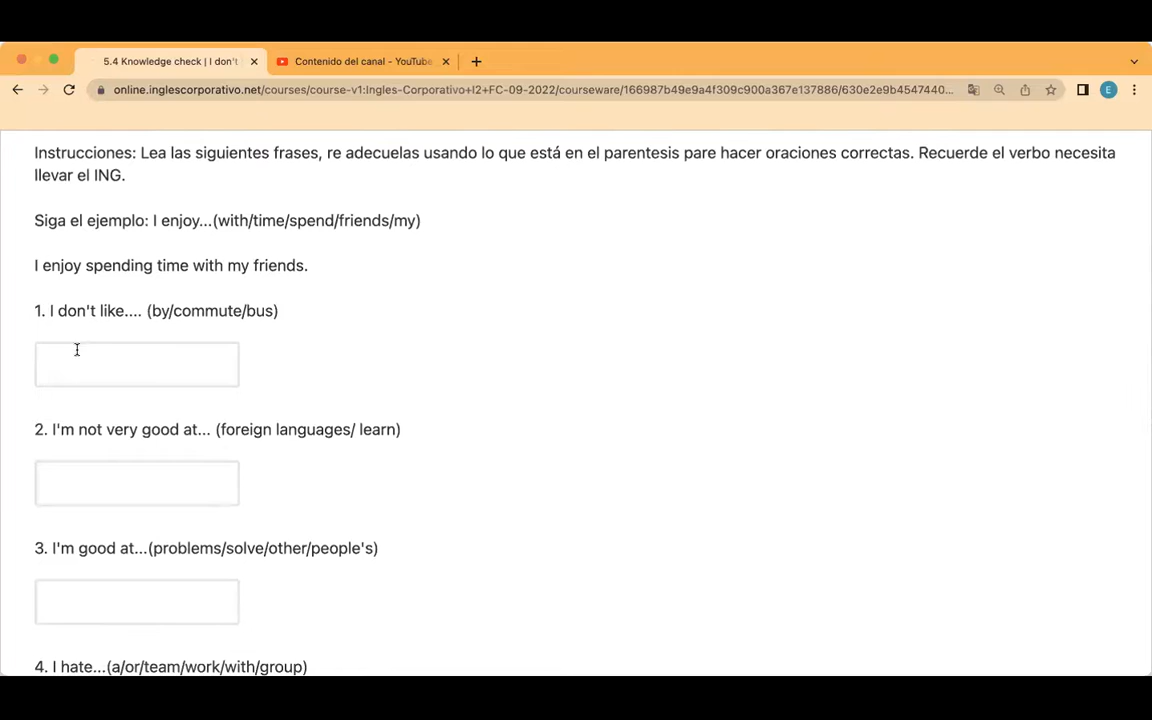 5.4 Knowledge check | I don't
Contenido del canal - YouTube
online.inglescorporativo.net/courses/course-v1:Ingles-Corporativo+I2+FC-09-2022/courseware/166987b49e9a4f309c900a367e137886/630e2e9b4547440...
E
Instrucciones: Lea las siguientes frases, re adecuelas usando lo que está en el parentesis pare hacer oraciones correctas. Recuerde el verbo necesita
llevar el ING.
Siga el ejemplo: I enjoy...(with/time/spend/friends/my)
I enjoy spending time with my friends.
1. I don't like.... (by/commute/bus)
2. I'm not very good at... (foreign languages/ learn)
3. I'm good at...(problems/solve/other/people's)
4. I hate...(a/or/team/work/with/group)